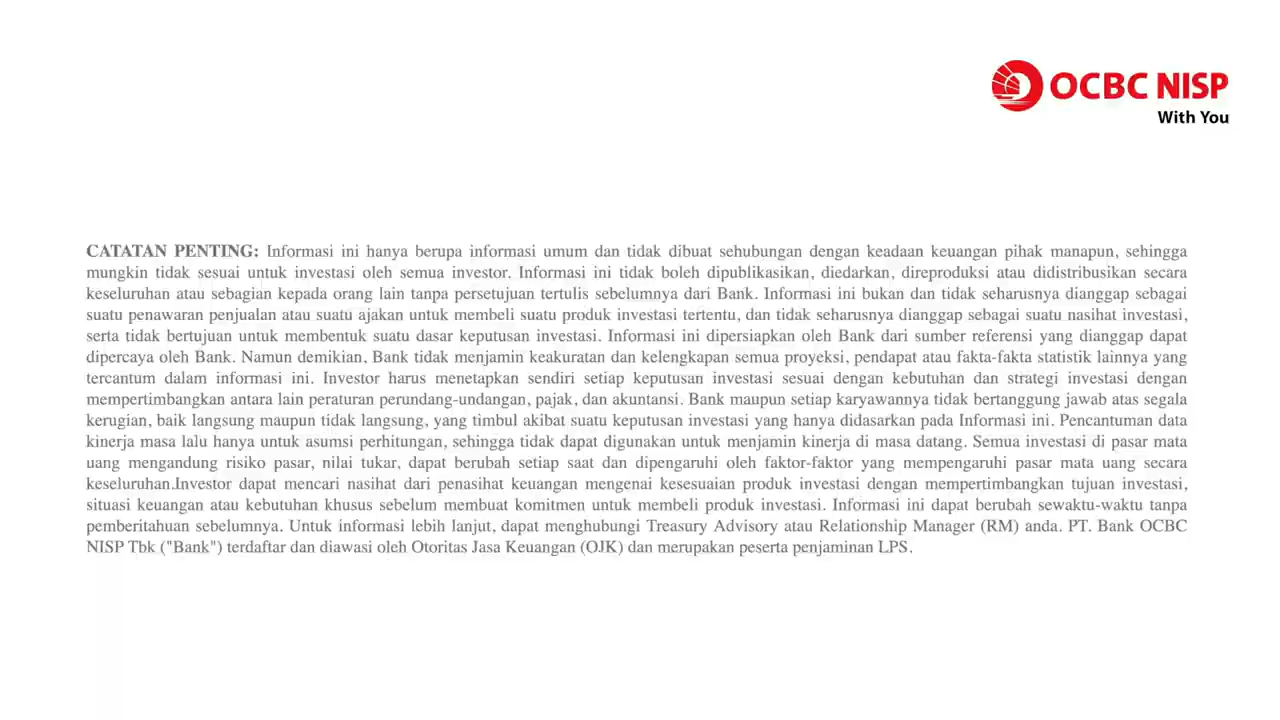 OCBC NISP
With You
CATATAN PENTING: Informasi ini hanya berupa informasi umum dan tidak dibuat sehubungan dengan keadaan keuangan pihak manapun, sehingga
mungkin tidak sesuai untuk investasi oleh semua investor. Informasi ini tidak boleh dipublikasikan, diedarkan, direproduksi atau didistribusikan secara
keseluruhan atau sebagian kepada orang lain tanpa persetujuan tertulis sebelumnya dari Bank. Informasi ini bukan dan tidak seharusnya dianggap sebagai
suatu penawaran penjualan atau suatu ajakan untuk membeli suatu produk investasi tertentu, dan tidak seharusnya dianggap sebagai suatu nasihat investasi,
serta tidak bertujuan untuk membentuk suatu dasar keputusan investasi. Informasi ini dipersiapkan oleh Bank dari sumber referensi yang dianggap dapat
dipercaya oleh Bank. Namun demikian, Bank tidak menjamin keakuratan dan kelengkapan semua proyeksi, pendapat atau fakta-fakta statistik lainnya yang
tercantum dalam informasi ini. Investor harus menetapkan sendiri setiap keputusan investasi sesuai dengan kebutuhan dan strategi investasi dengan
mempertimbangkan antara lain peraturan perundang-undangan, pajak, dan akuntansi. Bank maupun setiap karyawannya tidak bertanggung jawab atas segala
kerugian, baik langsung maupun tidak langsung, yang timbul akibat suatu keputusan investasi yang hanya didasarkan pada Informasi ini. Pencantuman data
kinerja masa lalu hanya untuk asumsi perhitungan, sehingga tidak dapat digunakan untuk menjamin kinerja di masa datang. Semua investasi di pasar mata
uang mengandung risiko pasar, nilai tukar, dapat berubah setiap saat dan dipengaruhi oleh faktor-faktor yang mempengaruhi pasar mata uang secara
keseluruhan.Investor dapat mencari nasihat dari penasihat keuangan mengenai kesesuaian produk investasi dengan mempertimbangkan tujuan investasi,
situasi keuangan atau kebutuhan khusus sebelum membuat komitmen untuk membeli produk investasi. Informasi ini dapat berubah sewaktu-waktu tanpa
pemberitahuan sebelumnya. Untuk informasi lebih lanjut, dapat menghubungi Treasury Advisory atau Relationship Manager (RM) anda. PT. Bank OCBC
NISP Tbk ("Bank") terdaftar dan diawasi oleh Otoritas Jasa Keuangan (OJK) dan merupakan peserta penjaminan LPS.